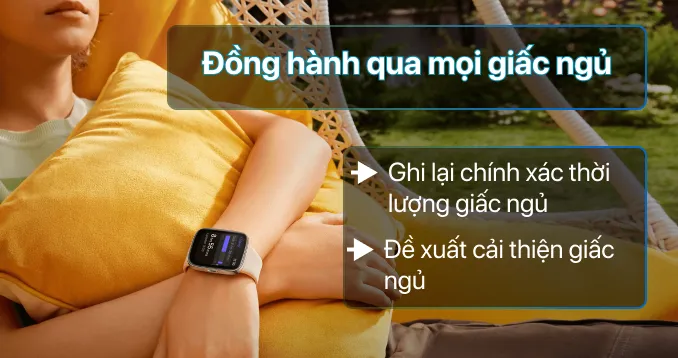 Đồng hành qua mọi giấc ngủ
Ghi lại chính xác thời
lượng giấc ngủ
Đề xuất cải thiện giấc
ngủ